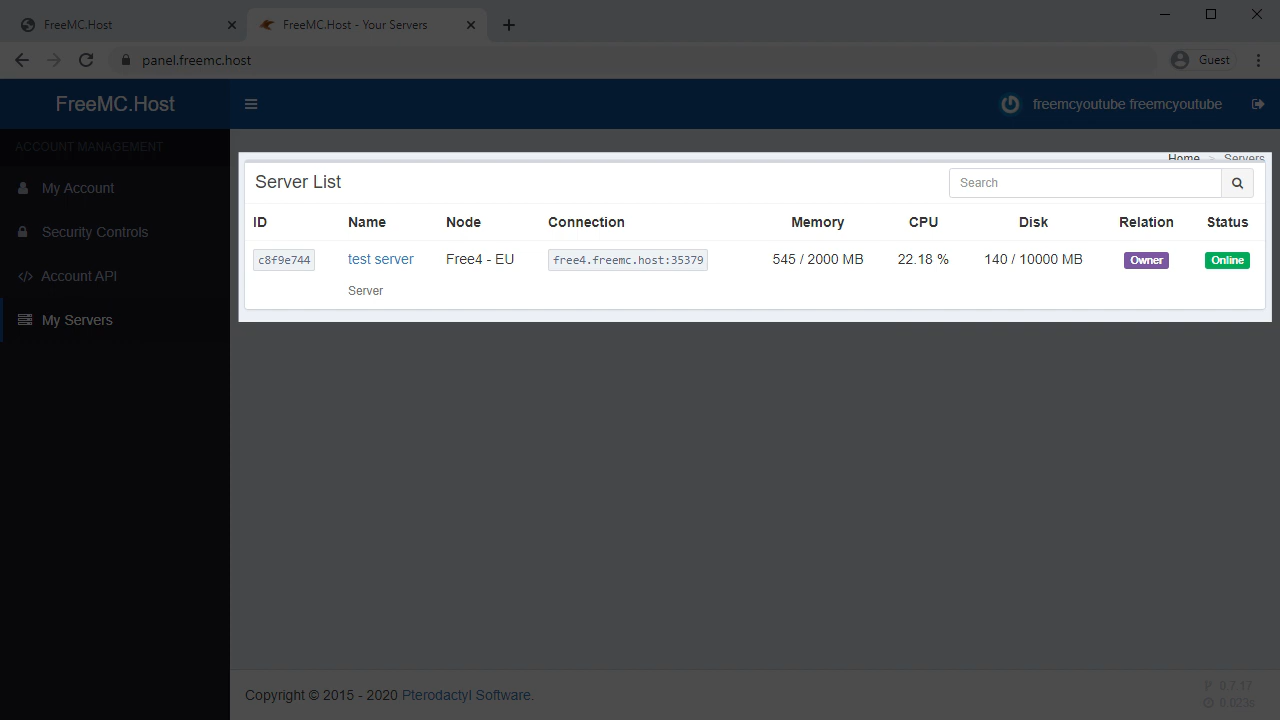 FreeMC.Host
FreeMC.Host - Your Servers
panel.freemc.host
Guest
FreeMC.Host
freemcyoutube freemcyoutube
ACCOUNT MANAGEMENT
My Account
Security Controls
Account API
My Servers
Home > Servers
Server List
Search
ID Name Node Connection Memory CPU Disk Relation Status
c8f9e744 test server Free4 - EU free4.freemc.host:35379 545 / 2000 MB 22.18 % 140 / 10000 MB Owner Online
Server
Copyright © 2015 - 2020 Pterodactyl Software.
0.7.17
0.023s